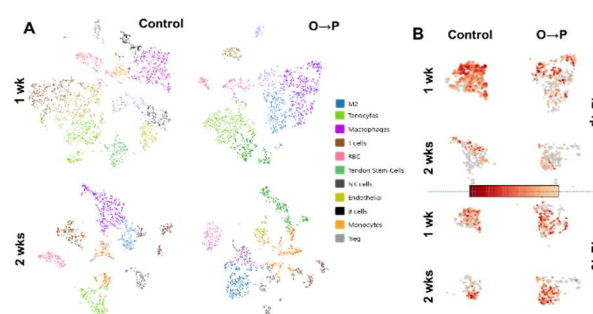 A
Control
O→P
1 wk
2 wks
M2
Tenocytes
Macrophages
T cells
RBC
Tendon Stem Cells
NK cells
Endothelial
B cells
Monocytes
Treg
B
Control
O→P
1 wk
2 wks
1 wk
2 wks